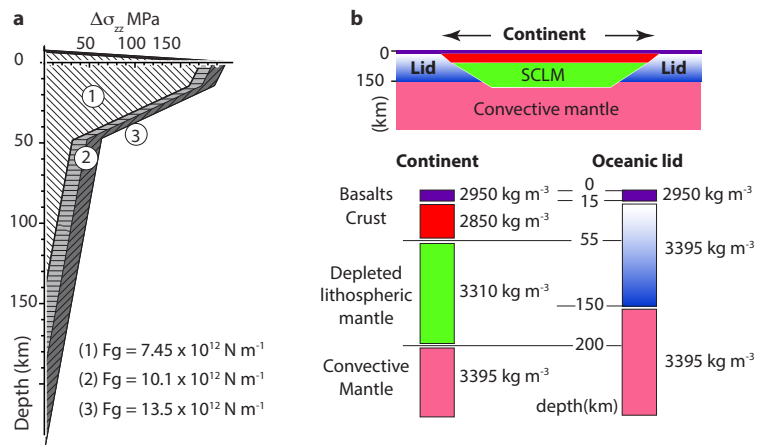 a
Δσzz MPa
50 100 150
0
50
100
150
Depth (km)
1
2
3
(1) Fg = 7.45 x 10¹² N m⁻¹
(2) Fg = 10.1 x 10¹² N m⁻¹
(3) Fg = 13.5 x 10¹² N m⁻¹
b
Continent
0
150
(km)
Lid
SCLM
Lid
Convective mantle
Continent
Oceanic lid
Basalts
2950 kg m⁻³
0
15
2950 kg m⁻³
Crust
2850 kg m⁻³
55
3395 kg m⁻³
Depleted
lithospheric
mantle
3310 kg m⁻³
150
200
Convective
Mantle
3395 kg m⁻³
3395 kg m⁻³
depth(km)